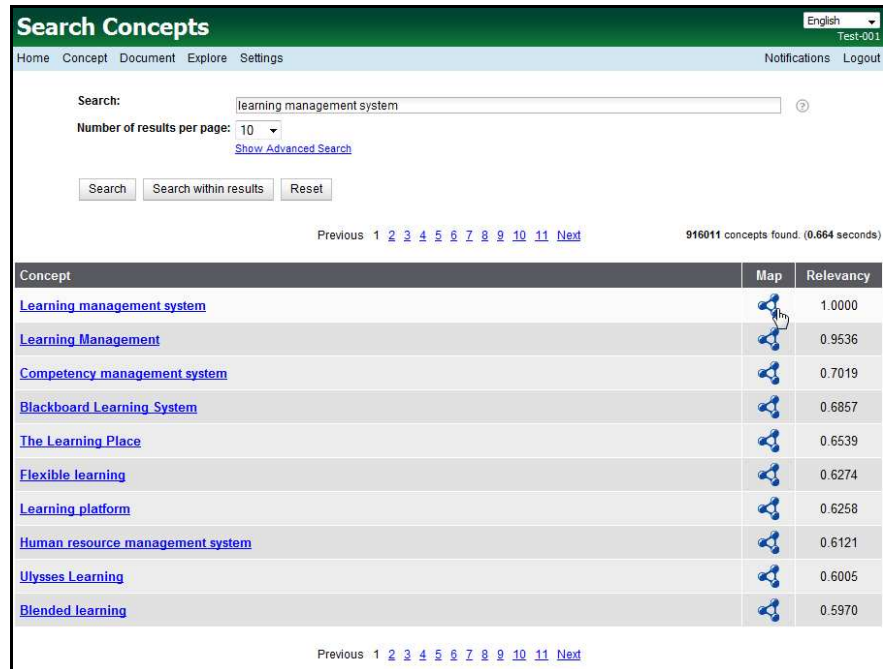 Search Concepts
English
Test-001
Home Concept Document Explore Settings Notifications Logout
Search: learning management system ?
Number of results per page: 10
Show Advanced Search
Search Search within results Reset
Previous 1 2 3 4 5 6 7 8 9 10 11 Next 916011 concepts found. (0.664 seconds)
Concept Map Relevancy
Learning management system 1.0000
Learning Management 0.9536
Competency management system 0.7019
Blackboard Learning System 0.6857
The Learning Place 0.6539
Flexible learning 0.6274
Learning platform 0.6258
Human resource management system 0.6121
Ulysses Learning 0.6005
Blended learning 0.5970
Previous 1 2 3 4 5 6 7 8 9 10 11 Next